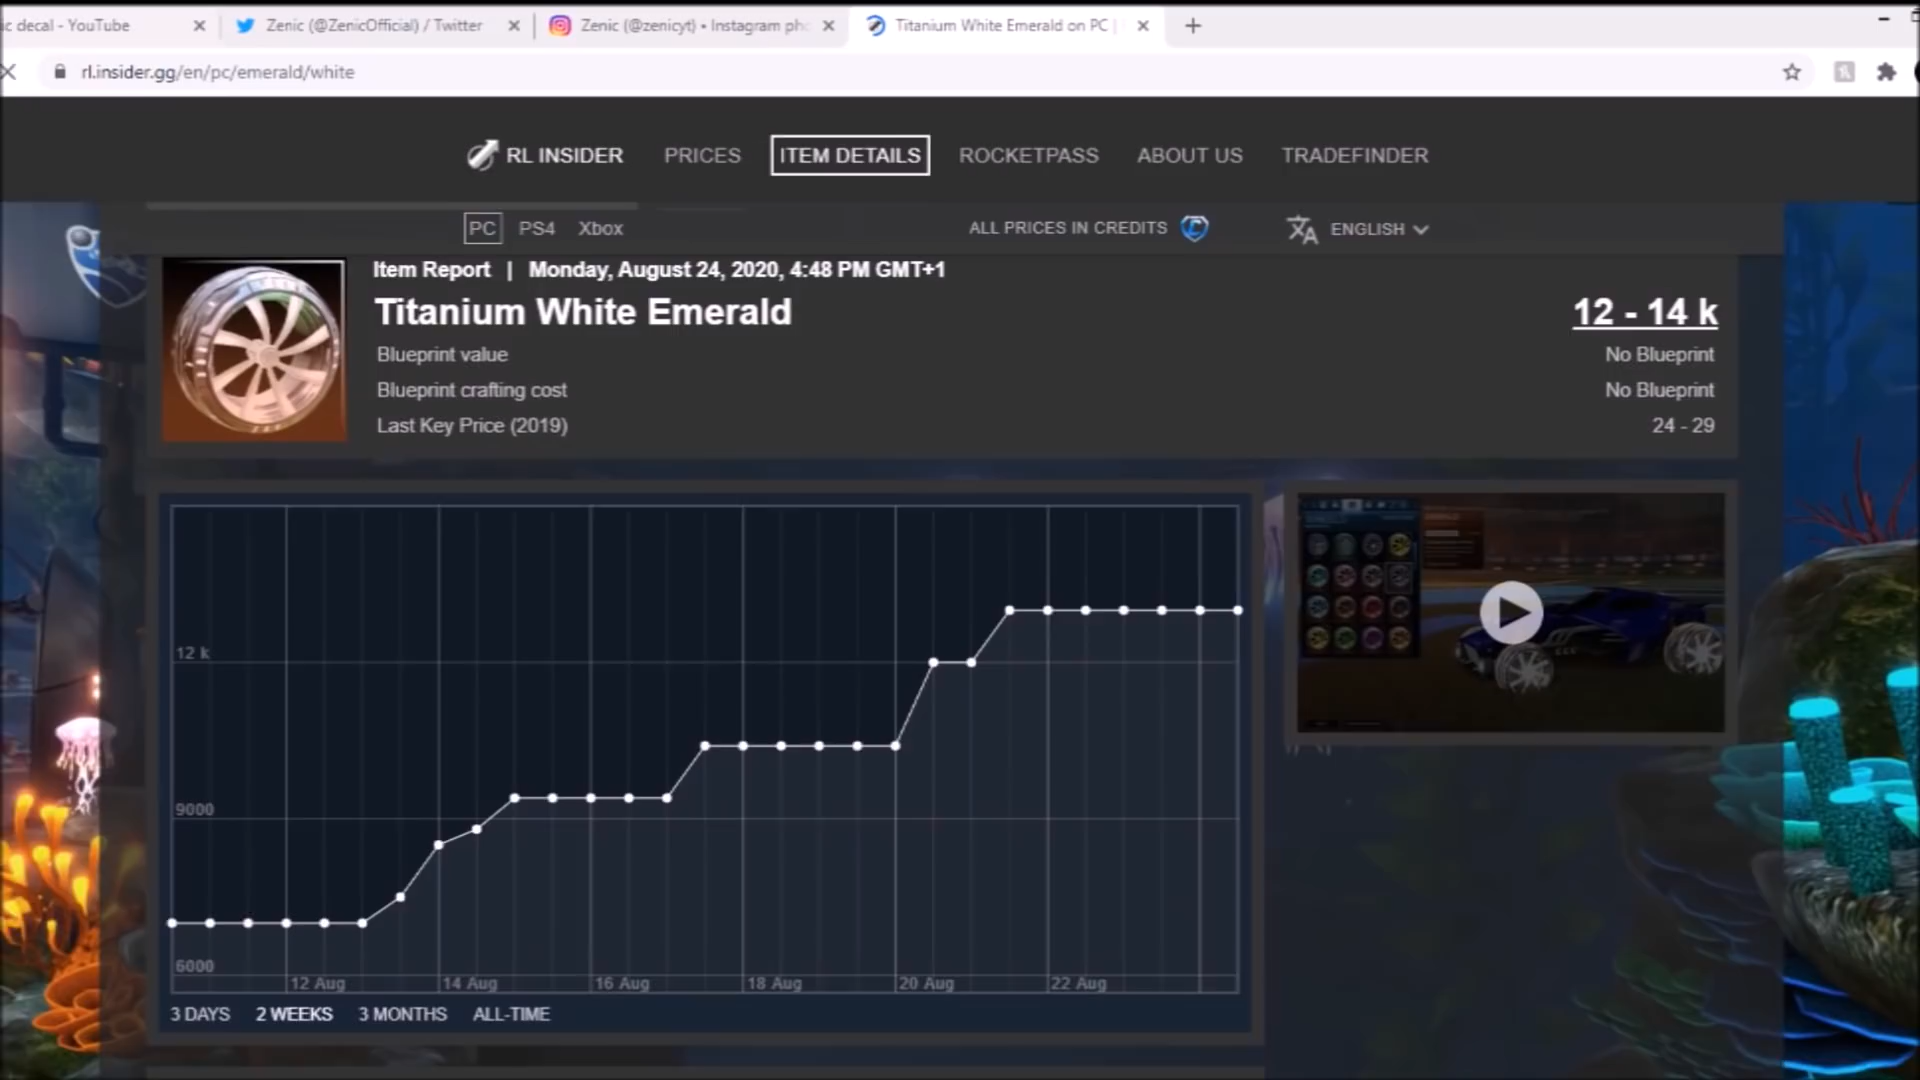 ic decal - YouTube
Zenic (@ZenicOfficial) / Twitter
Zenic (@zenicyt) • Instagram pho
Titanium White Emerald on PC |
rl.insider.gg/en/pc/emerald/white
RL INSIDER
PRICES
ITEM DETAILS
ROCKETPASS
ABOUT US
TRADEFINDER
PC PS4 Xbox
ALL PRICES IN CREDITS
ENGLISH
Item Report | Monday, August 24, 2020, 4:48 PM GMT+1
Titanium White Emerald 12 - 14 k
Blueprint value No Blueprint
Blueprint crafting cost No Blueprint
Last Key Price (2019) 24 - 29
12 k
9000
6000
12 Aug 14 Aug 16 Aug 18 Aug 20 Aug 22 Aug
3 DAYS 2 WEEKS 3 MONTHS ALL-TIME